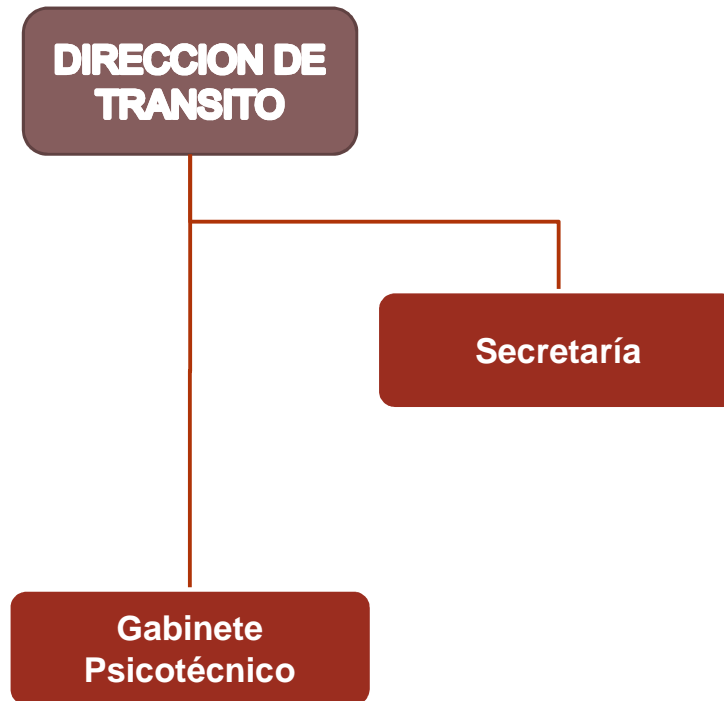 DIRECCION DE
TRANSITO
Secretaría
Gabinete
Psicotécnico